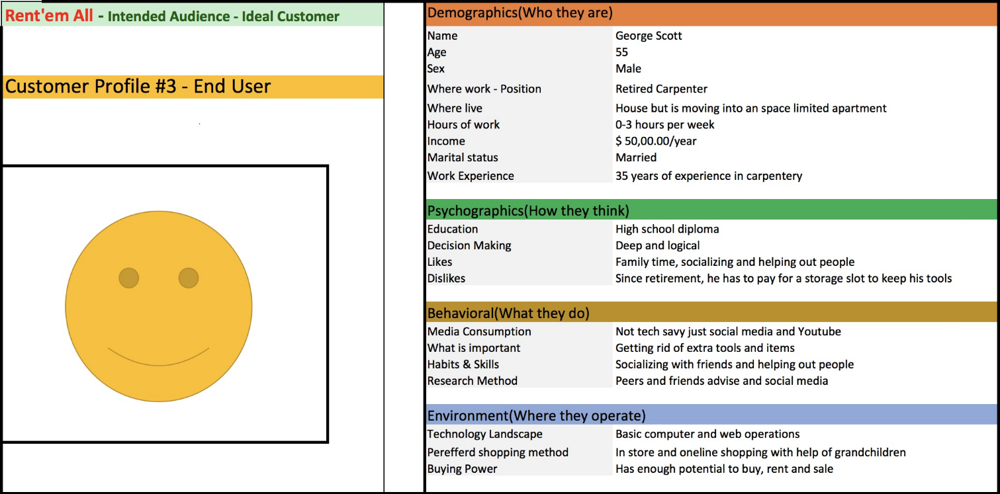 Rent'em All - Intended Audience - Ideal Customer
Customer Profile #3 - End User
Demographics(Who they are)
Name George Scott
Age 55
Sex Male
Where work - Position Retired Carpenter
Where live House but is moving into an space limited apartment
Hours of work 0-3 hours per week
Income $ 50,00.00/year
Marital status Married
Work Experience 35 years of experience in carpentery
Psychographics(How they think)
Education High school diploma
Decision Making Deep and logical
Likes Family time, socializing and helping out people
Dislikes Since retirement, he has to pay for a storage slot to keep his tools
Behavioral(What they do)
Media Consumption Not tech savy just social media and Youtube
What is important Getting rid of extra tools and items
Habits & Skills Socializing with friends and helping out people
Research Method Peers and friends advise and social media
Environment(Where they operate)
Technology Landscape Basic computer and web operations
Perefferd shopping method In store and oneline shopping with help of grandchildren
Buying Power Has enough potential to buy, rent and sale